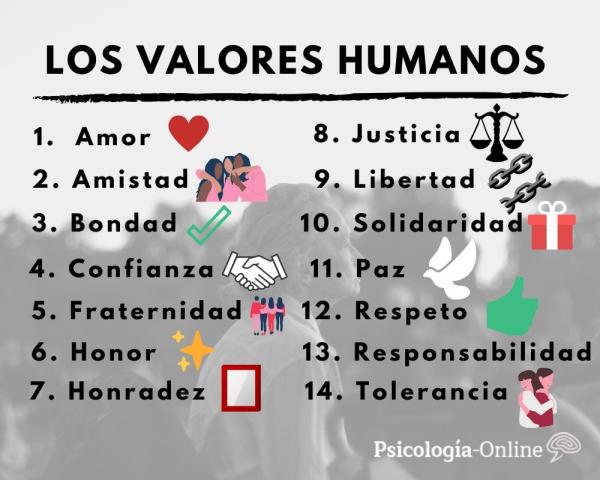 LOS VALORES HUMANOS
1. Amor
2. Amistad
3. Bondad
4. Confianza
5. Fraternidad
6. Honor
7. Honradez
8. Justicia
9. Libertad
10. Solidaridad
11. Paz
12. Respeto
13. Responsabilidad
14. Tolerancia
Psicología-Online